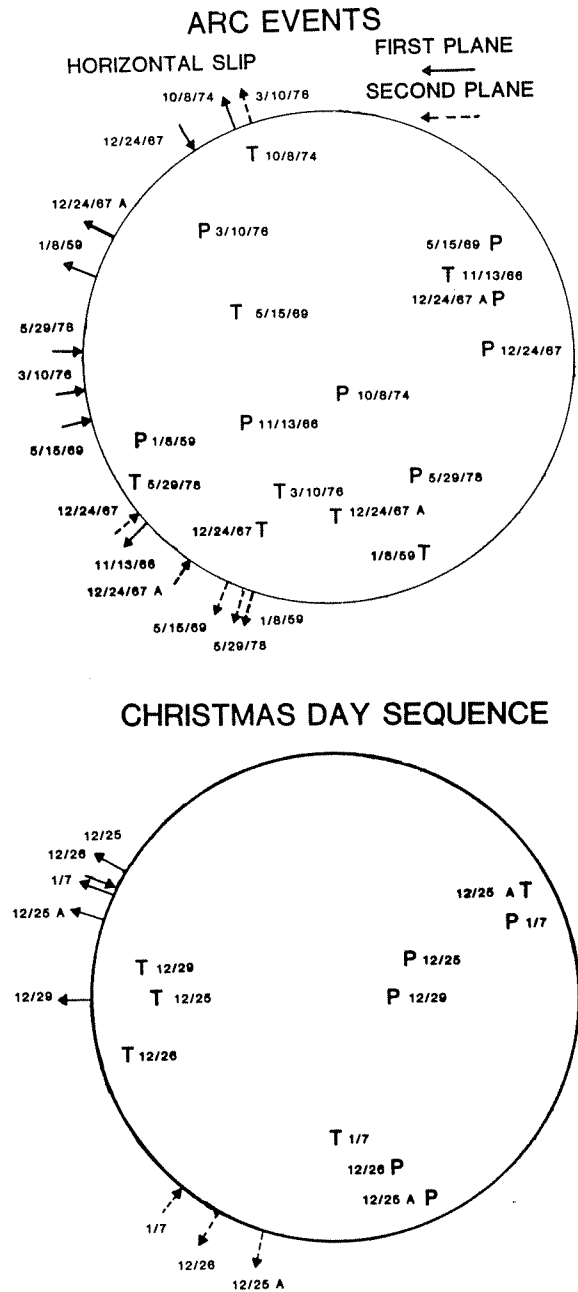 ARC EVENTS
FIRST PLANE
HORIZONTAL SLIP
SECOND PLANE
10/8/74
3/10/76
12/24/67
T 10/8/74
12/24/67 A
P 3/10/76
1/8/59
5/15/69 P
T 11/13/66
12/24/67 A P
T 5/15/69
5/29/78
P 12/24/67
3/10/76
P 10/8/74
P 11/13/66
5/15/69
P 1/8/59
T 5/29/78
P 5/29/78
T 3/10/76
12/24/67
T 12/24/67 A
12/24/67 T
11/13/66
1/8/59 T
12/24/67 A
5/15/69
1/8/59
5/29/78
CHRISTMAS DAY SEQUENCE
12/25
12/26
1/7
12/25 A T
12/25 A
P 1/7
P 12/25
T 12/29
12/29
T 12/25
P 12/29
T 12/26
T 1/7
12/26 P
12/25 A P
1/7
12/26
12/25 A